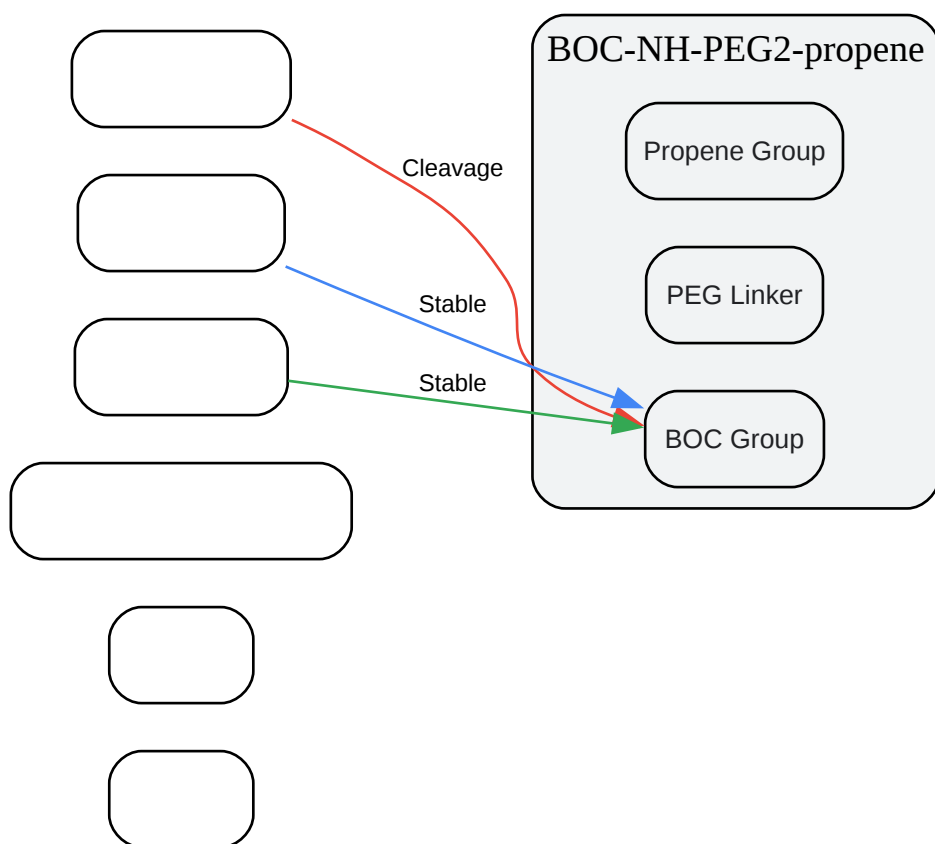 BOC-NH-PEG2-propene
Propene Group
Cleavage
PEG Linker
Stable
Stable
BOC Group